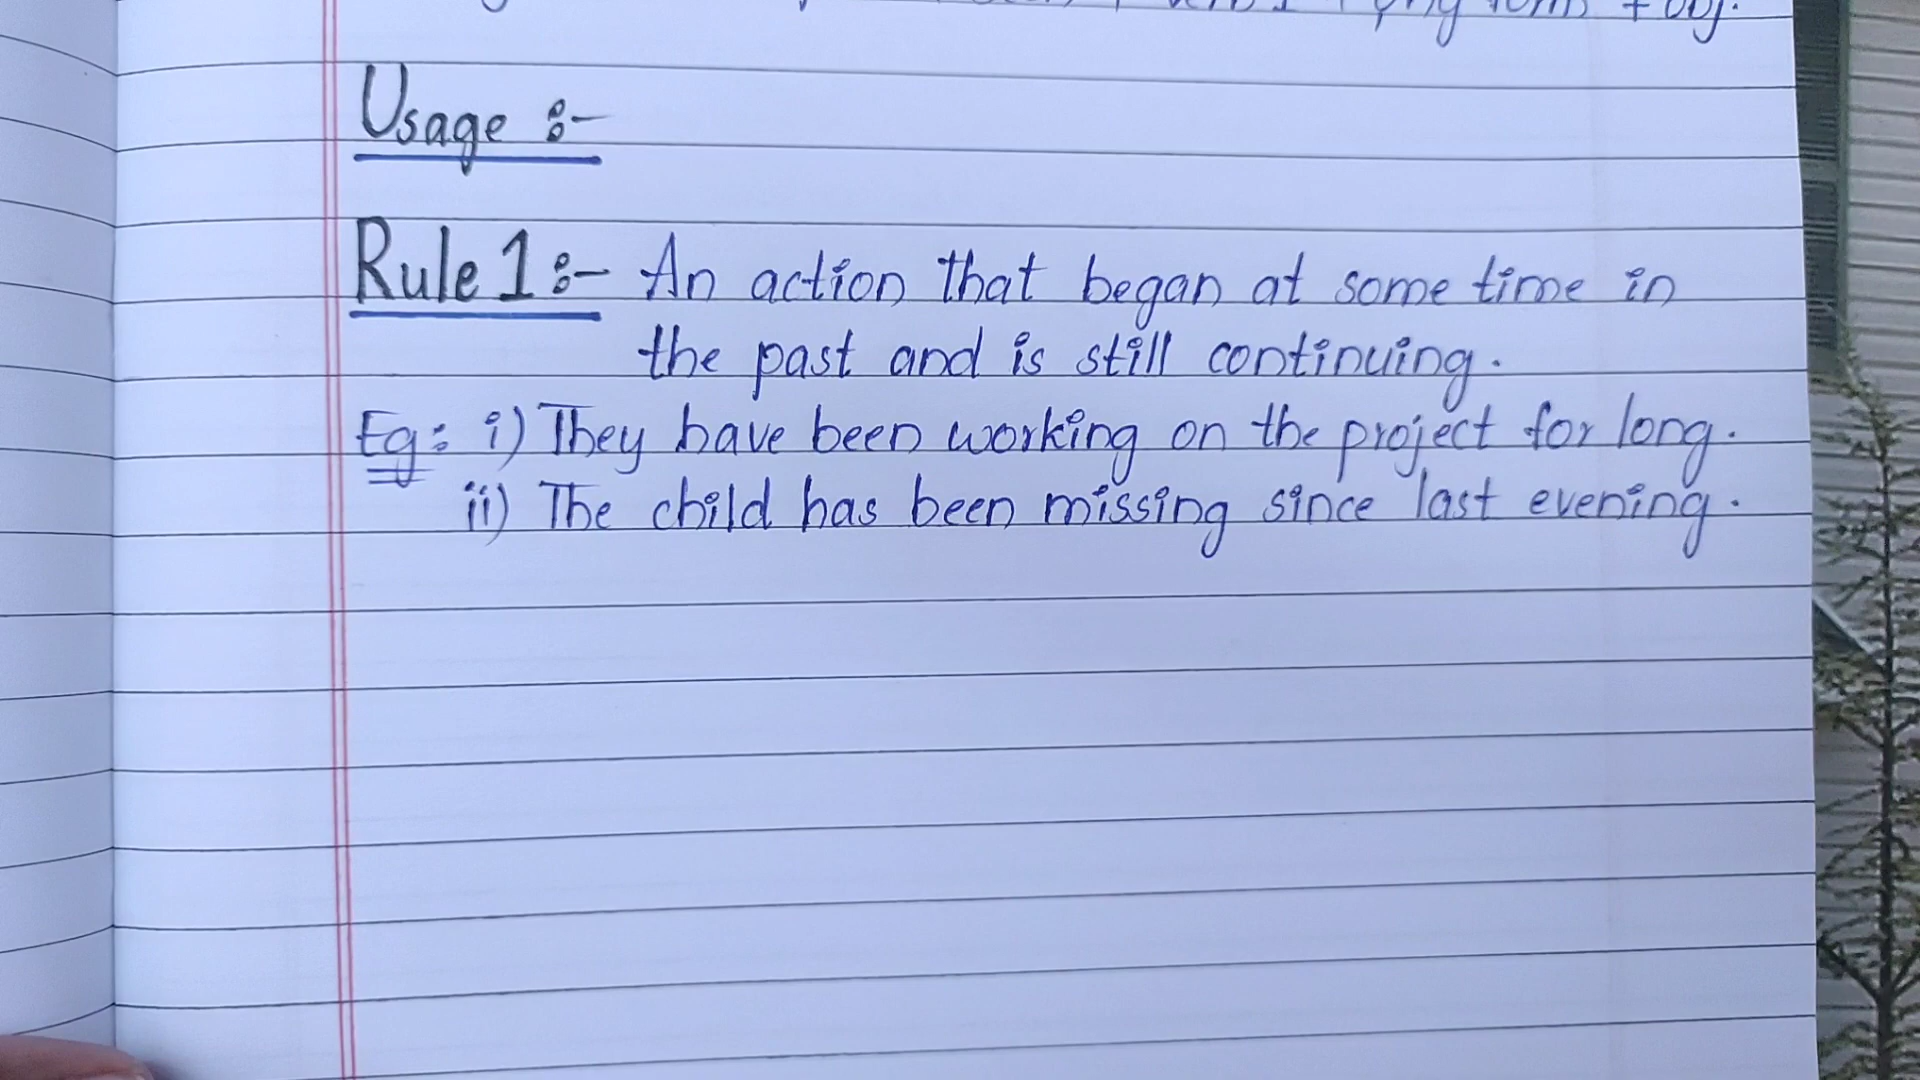 + obj.
Usage :-
Rule 1 :- An action that began at some time in
the past and is still continuing.
Eg: i) They have been working on the project for long.
ii) The child has been missing since last evening.